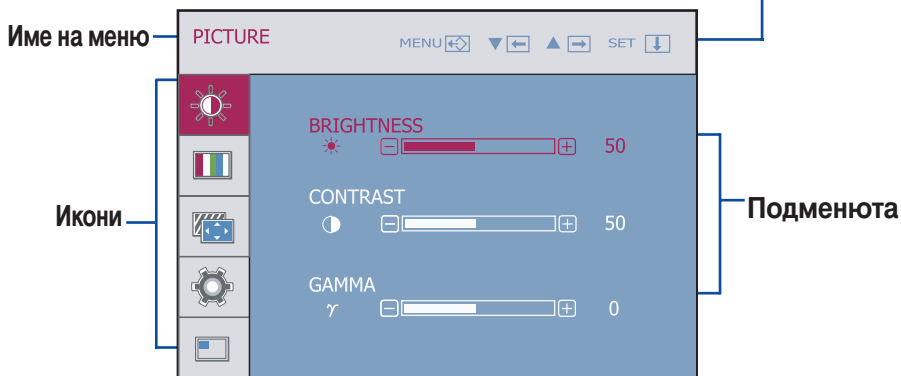 Име на меню
PICTURE
MENU ▼ ▲ SET
BRIGHTNESS
50
CONTRAST
50
GAMMA
γ 0
Икони
Подменюта